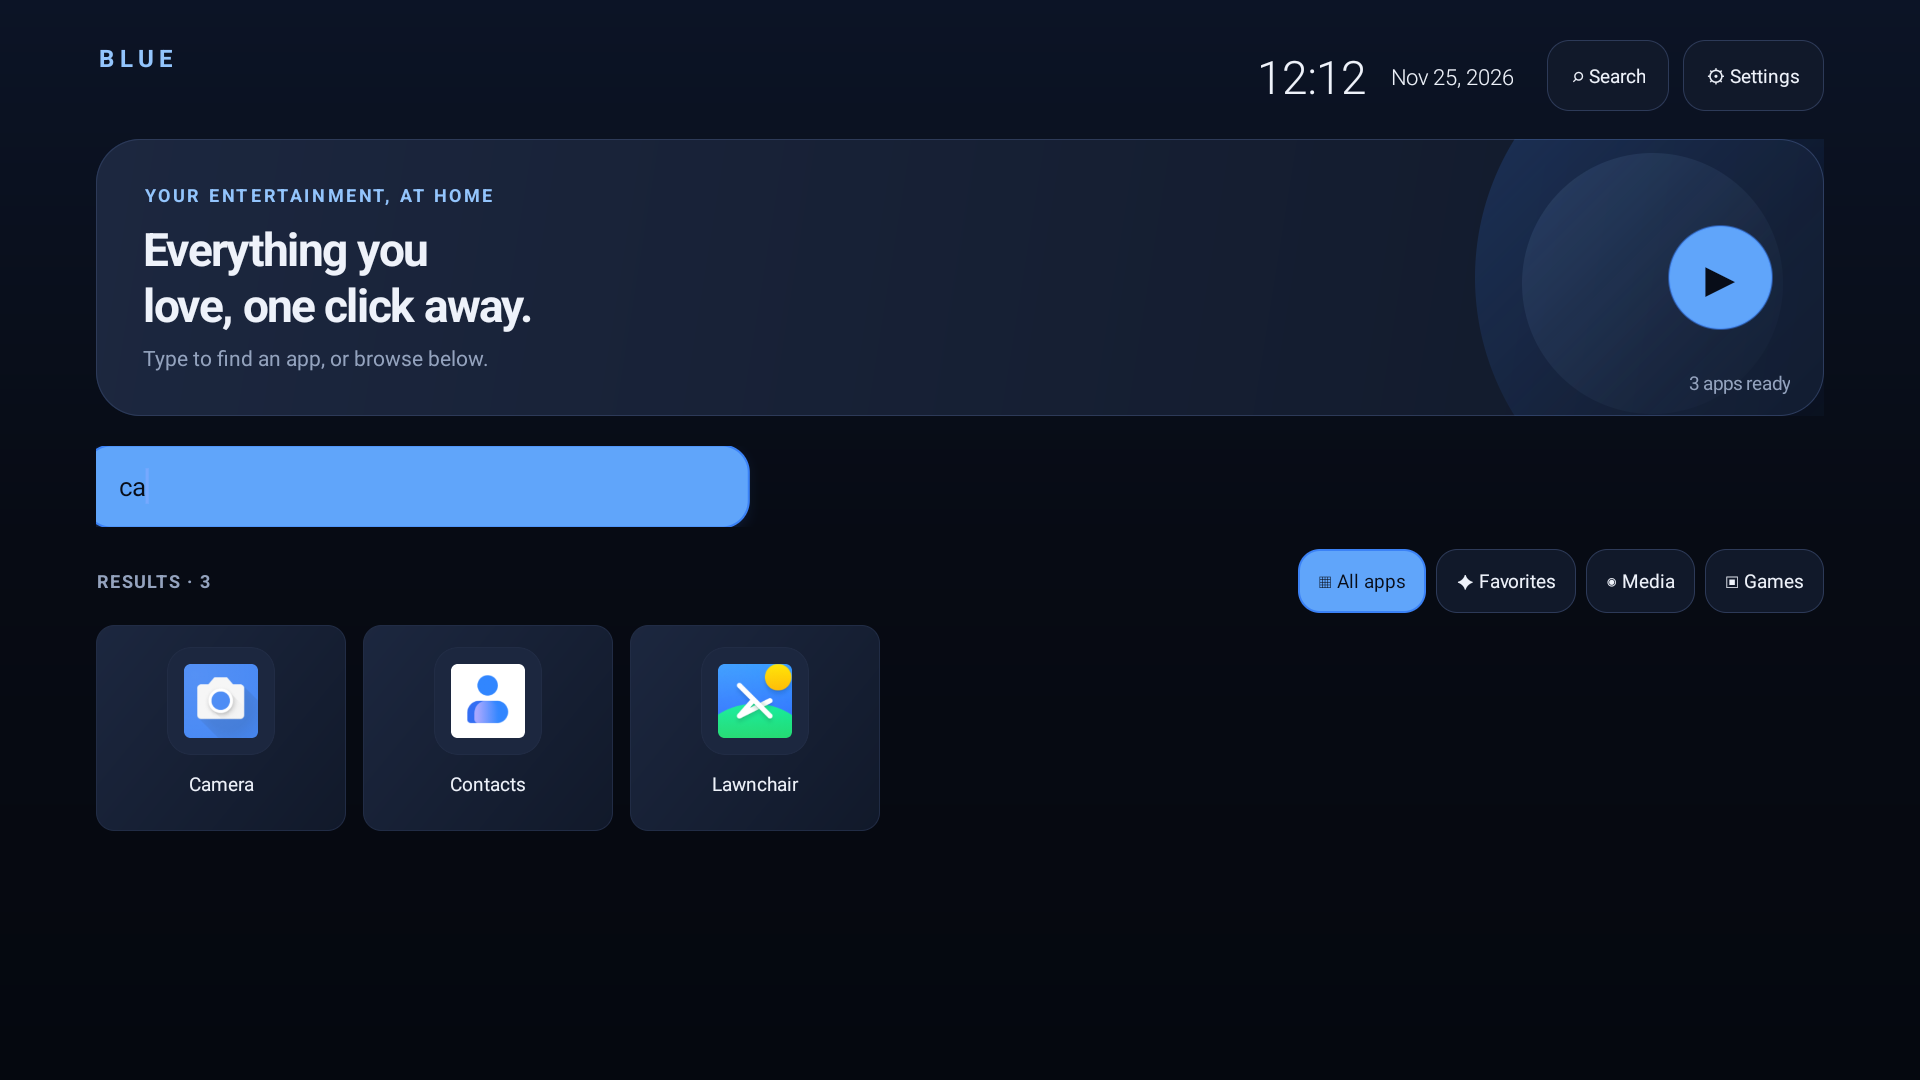 BLUE
12:12
Nov 25, 2026
Search
Settings
YOUR ENTERTAINMENT, AT HOME
Everything you
love, one click away.
Type to find an app, or browse below.
3 apps ready
ca
RESULTS · 3
All apps
Favorites
Media
Games
Camera
Contacts
Lawnchair